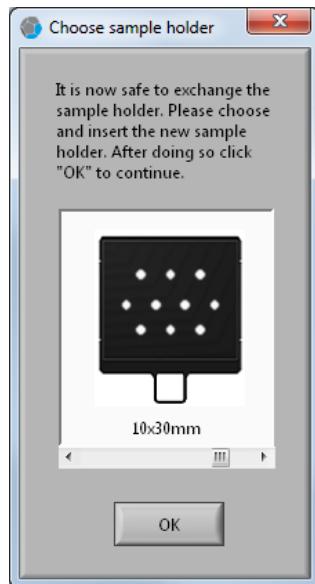 Choose sample holder
It is now safe to exchange the
sample holder. Please choose
and insert the new sample
holder. After doing so click
"OK" to continue.
10x30mm
OK